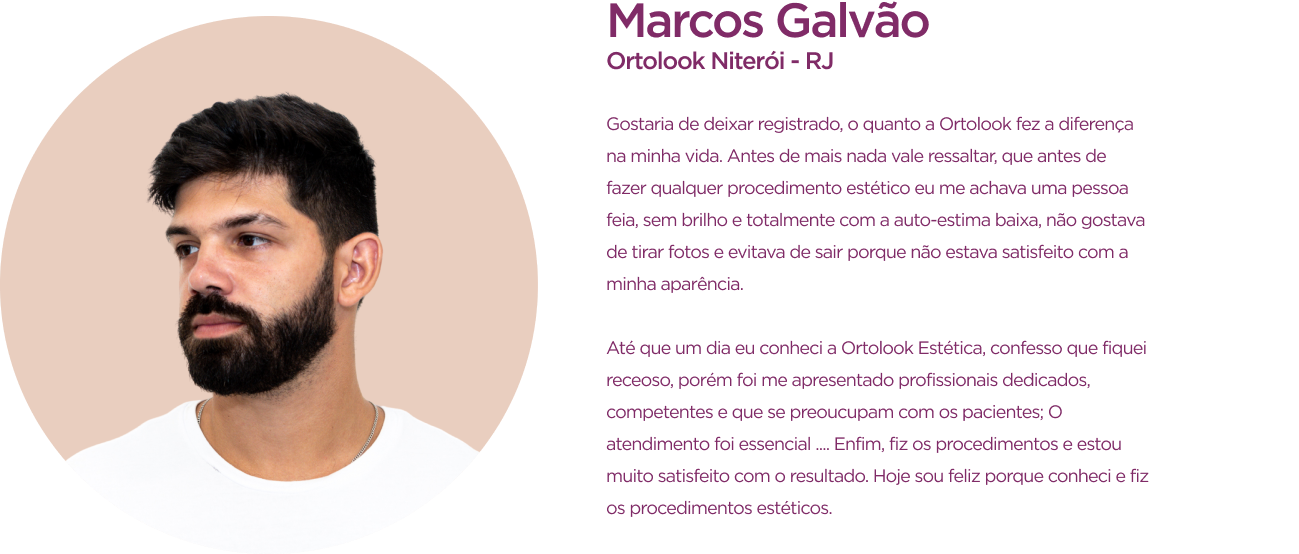 Marcos Galvão
Ortolook Niterói - RJ
Gostaria de deixar registrado, o quanto a Ortolook fez a diferença
na minha vida. Antes de mais nada vale ressaltar, que antes de
fazer qualquer procedimento estético eu me achava uma pessoa
feia, sem brilho e totalmente com a auto-estima baixa, não gostava
de tirar fotos e evitava de sair porque não estava satisfeito com a
minha aparência.
Até que um dia eu conheci a Ortolook Estética, confesso que fiquei
receoso, porém foi me apresentado profissionais dedicados,
competentes e que se preoucupam com os pacientes; O
atendimento foi essencial .... Enfim, fiz os procedimentos e estou
muito satisfeito com o resultado. Hoje sou feliz porque conheci e fiz
os procedimentos estéticos.